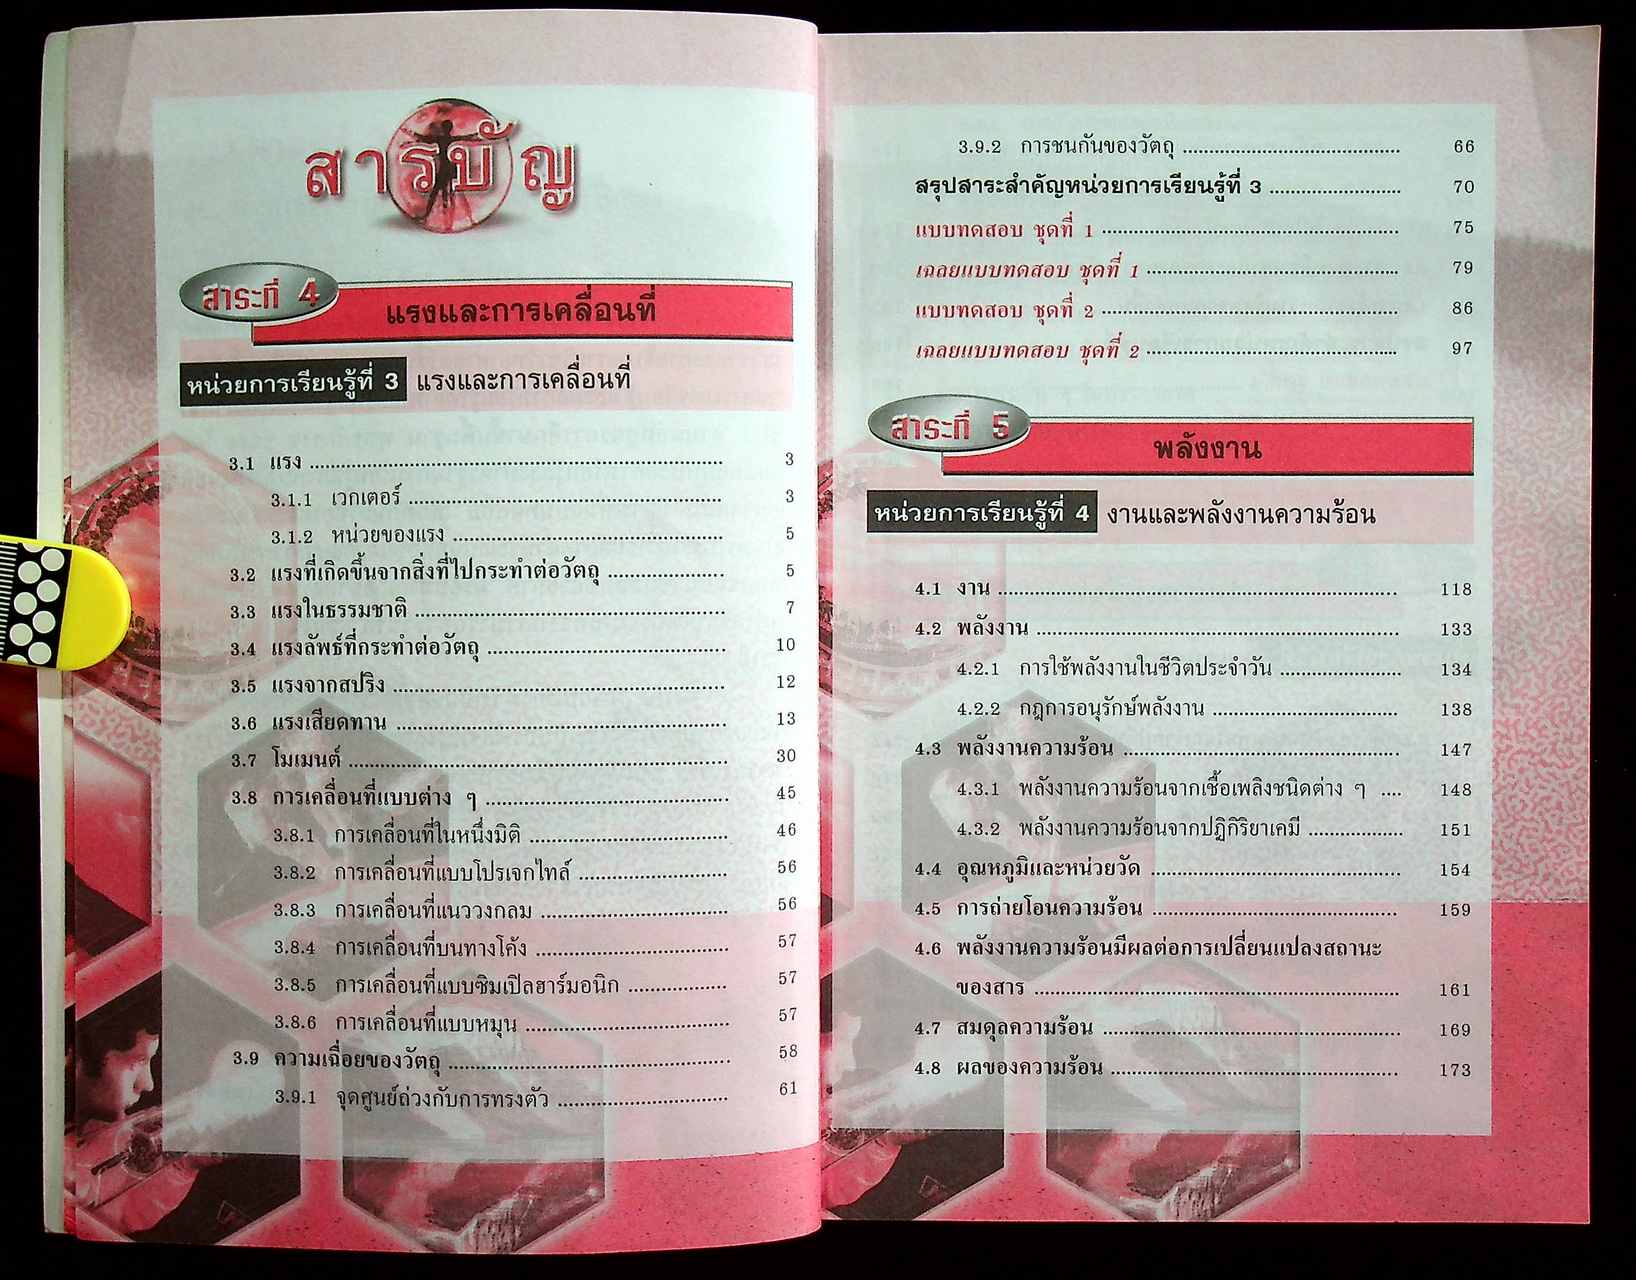 สารบัญ
สาระที่ 4
แรงและการเคลื่อนที่
หน่วยการเรียนรู้ที่ 3 แรงและการเคลื่อนที่
3.1 แรง ........ 3
3.1.1 เวกเตอร์ ........ 3
3.1.2 หน่วยของแรง ........ 5
3.2 แรงที่เกิดขึ้นจากสิ่งที่ไปกระทำต่อวัตถุ ........ 5
3.3 แรงในธรรมชาติ ........ 7
3.4 แรงลัพธ์ที่กระทำต่อวัตถุ ........ 10
3.5 แรงจากสปริง ........ 12
3.6 แรงเสียดทาน ........ 13
3.7 โมเมนต์ ........ 30
3.8 การเคลื่อนที่แบบต่าง ๆ ........ 45
3.8.1 การเคลื่อนที่ในหนึ่งมิติ ........ 46
3.8.2 การเคลื่อนที่แบบโปรเจกไทล์ ........ 56
3.8.3 การเคลื่อนที่แนววงกลม ........ 56
3.8.4 การเคลื่อนที่บนทางโค้ง ........ 57
3.8.5 การเคลื่อนที่แบบซิมเปิลฮาร์มอนิก ........ 57
3.8.6 การเคลื่อนที่แบบหมุน ........ 57
3.9 ความเฉื่อยของวัตถุ ........ 58
3.9.1 จุดศูนย์ถ่วงกับการทรงตัว ........ 61
3.9.2 การชนกันของวัตถุ ........ 66
สรุปสาระสำคัญหน่วยการเรียนรู้ที่ 3 ........ 70
แบบทดสอบ ชุดที่ 1 ........ 75
เฉลยแบบทดสอบ ชุดที่ 1 ........ 79
แบบทดสอบ ชุดที่ 2 ........ 86
เฉลยแบบทดสอบ ชุดที่ 2 ........ 97
สาระที่ 5
พลังงาน
หน่วยการเรียนรู้ที่ 4 งานและพลังงานความร้อน
4.1 งาน ........ 118
4.2 พลังงาน ........ 133
4.2.1 การใช้พลังงานในชีวิตประจำวัน ........ 134
4.2.2 กฎการอนุรักษ์พลังงาน ........ 138
4.3 พลังงานความร้อน ........ 147
4.3.1 พลังงานความร้อนจากเชื้อเพลิงชนิดต่าง ๆ .... 148
4.3.2 พลังงานความร้อนจากปฏิกิริยาเคมี ........ 151
4.4 อุณหภูมิและหน่วยวัด ........ 154
4.5 การถ่ายโอนความร้อน ........ 159
4.6 พลังงานความร้อนมีผลต่อการเปลี่ยนแปลงสถานะ
ของสาร ........ 161
4.7 สมดุลความร้อน ........ 169
4.8 ผลของความร้อน ........ 173